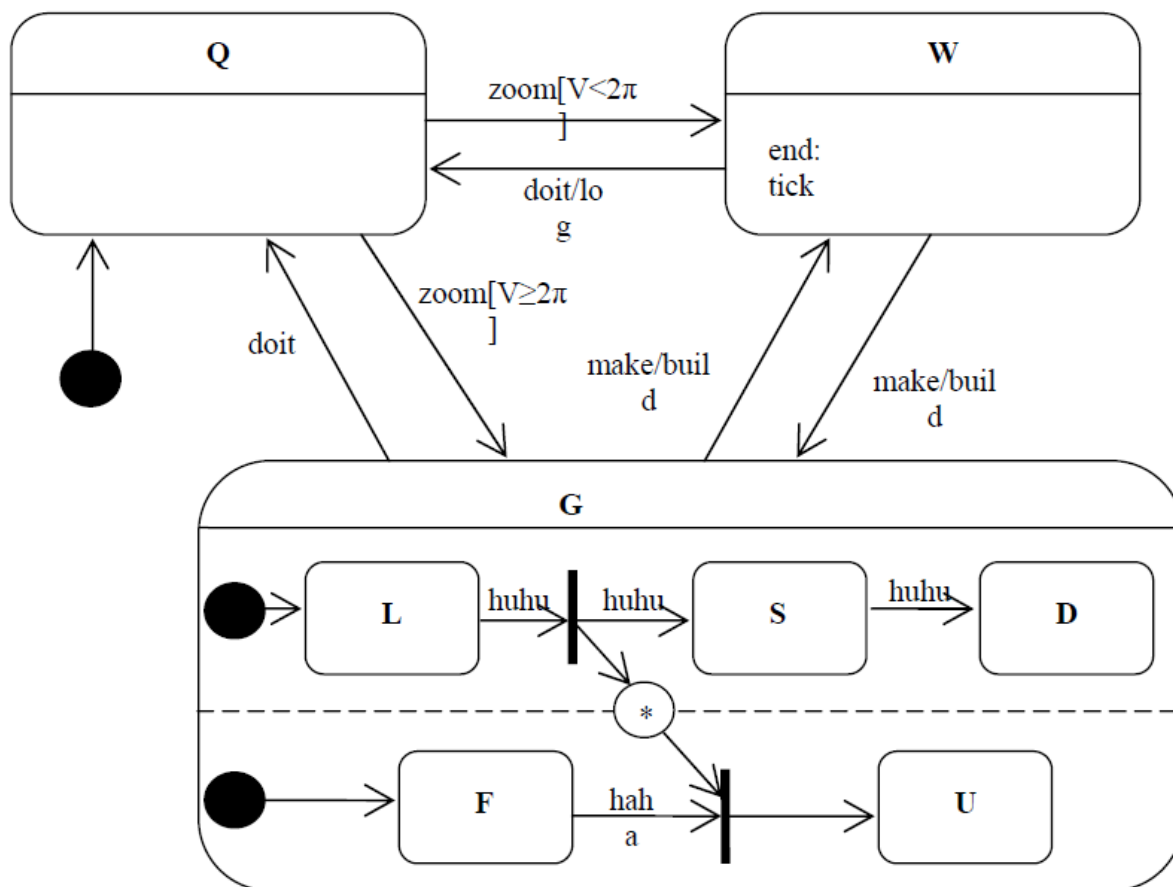 Q
W
zoom[V<2π
]
end:
tick
doit/lo
g
zoom[V≥2π
]
doit
make/buil
d
make/buil
d
G
L
huhu
huhu
S
huhu
D
*
F
hah
a
U